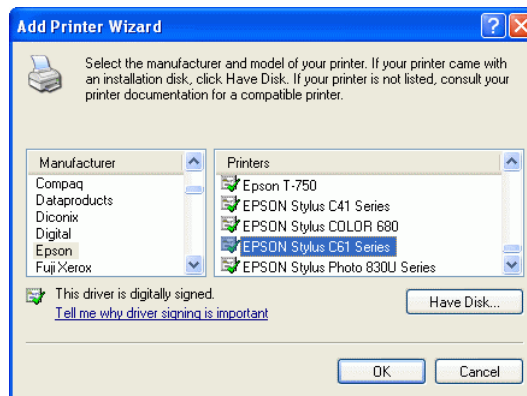 Add Printer Wizard
Select the manufacturer and model of your printer. If your printer came with
an installation disk, click Have Disk. If your printer is not listed, consult your
printer documentation for a compatible printer.
Manufacturer
Compaq
Dataproducts
Diconix
Digital
Epson
Fuji Xerox
Printers
Epson T-750
EPSON Stylus C41 Series
EPSON Stylus COLOR 680
EPSON Stylus C61 Series
EPSON Stylus Photo 830U Series
This driver is digitally signed.
Tell me why driver signing is important
Have Disk...
OK
Cancel